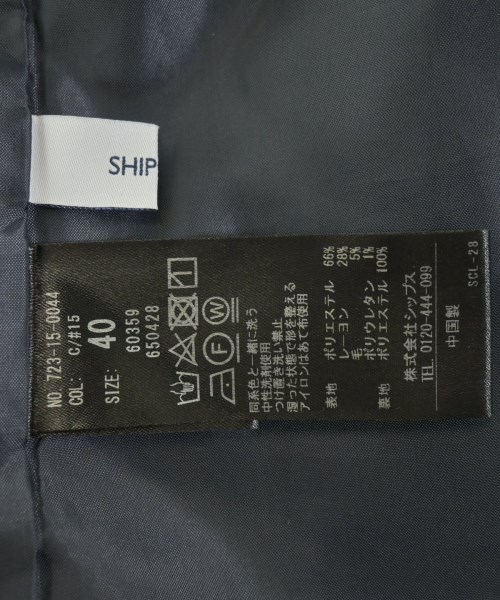 SHIP
NO. 723-15-0044
COL: C/#15
SIZE: 40
60359
650428
F
W
同系色と一緒に洗う
中性洗剤使用
つけ置き洗い禁止
湿った状態で形を整える
アイロンはあて布使用
表地 ポリエステル 66%
レーヨン 28%
毛 5%
ポリウレタン 1%
裏地 ポリエステル 100%
株式会社シップス
TEL 0120-444-099
中国製
SCL-28